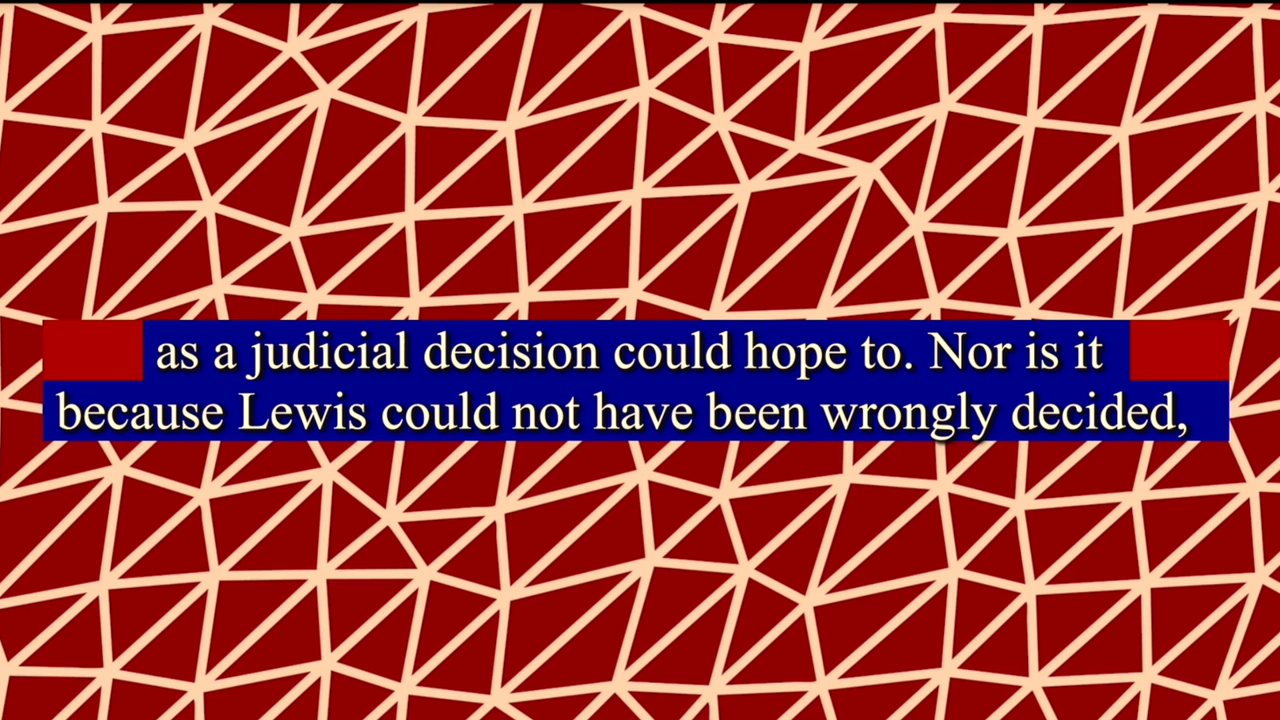 as a judicial decision could hope to. Nor is it
because Lewis could not have been wrongly decided,